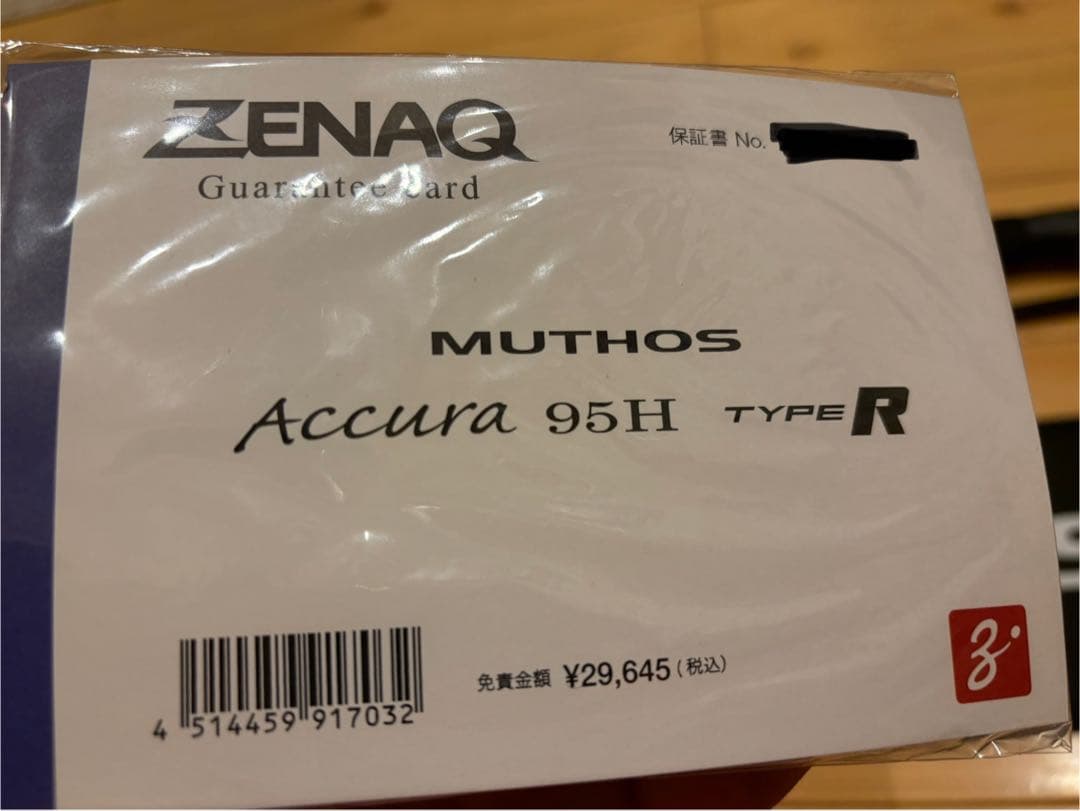 ZENAQ
保証書 No.
Guarantee Card
MUTHOS
Accura 95H TYPE R
免責金額 ¥29,645(税込)
4 514459 917032